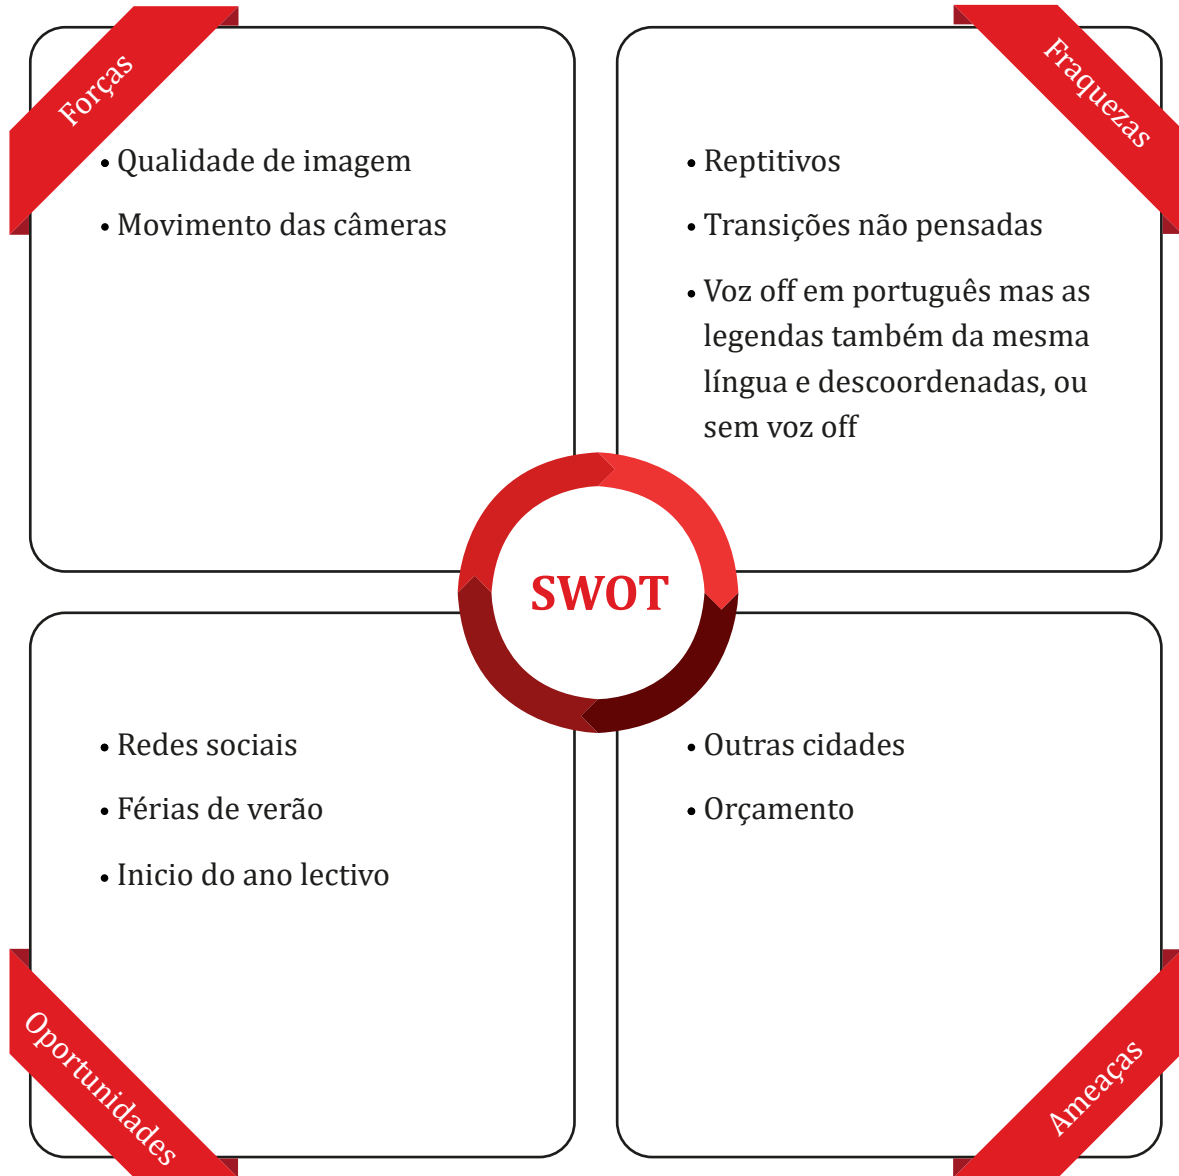 Forças
• Qualidade de imagem
• Movimento das câmeras
Fraquezas
• Reptitivos
• Transições não pensadas
• Voz off em português mas as
legendas também da mesma
língua e descoordenadas, ou
sem voz off
SWOT
• Redes sociais
• Férias de verão
• Inicio do ano lectivo
Oportunidades
• Outras cidades
• Orçamento
Ameaças